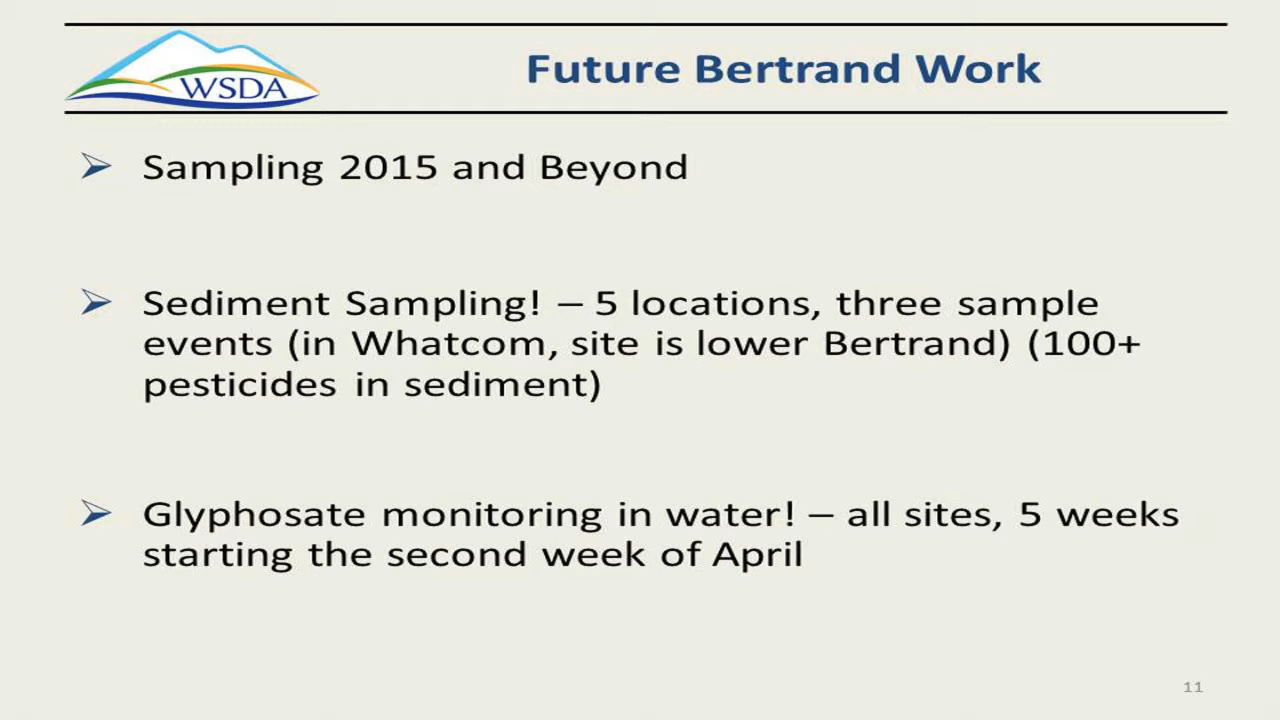 WSDA
Future Bertrand Work
➢ Sampling 2015 and Beyond
➢ Sediment Sampling! – 5 locations, three sample
events (in Whatcom, site is lower Bertrand) (100+
pesticides in sediment)
➢ Glyphosate monitoring in water! – all sites, 5 weeks
starting the second week of April
11